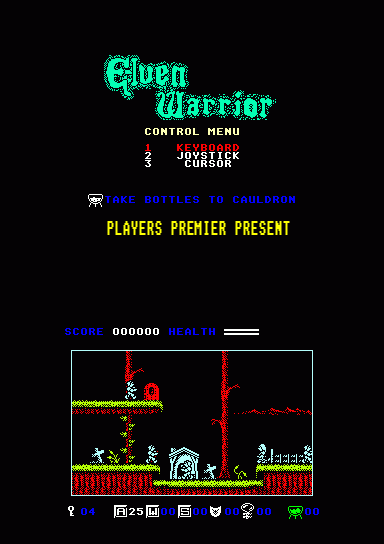 Elven
Warrior
CONTROL MENU
1 KEYBOARD
2 JOYSTICK
3 CURSOR
TAKE BOTTLES TO CAULDRON
PLAYERS PREMIER PRESENT
SCORE 000000 HEALTH
04 A 25 W 00 S 00 00 00 00